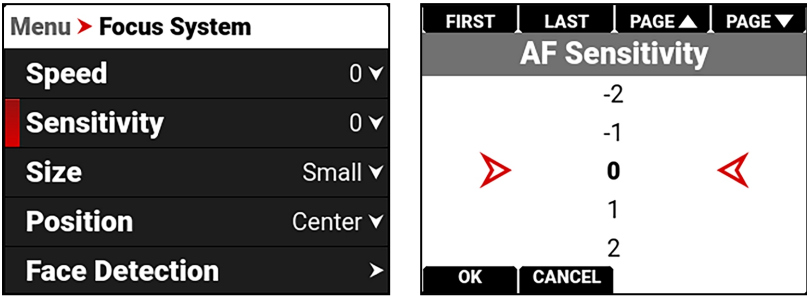 Menu > Focus System
Speed 0
Sensitivity 0
Size Small
Position Center
Face Detection
FIRST LAST PAGE▲ PAGE▼
AF Sensitivity
-2
-1
0
1
2
OK CANCEL